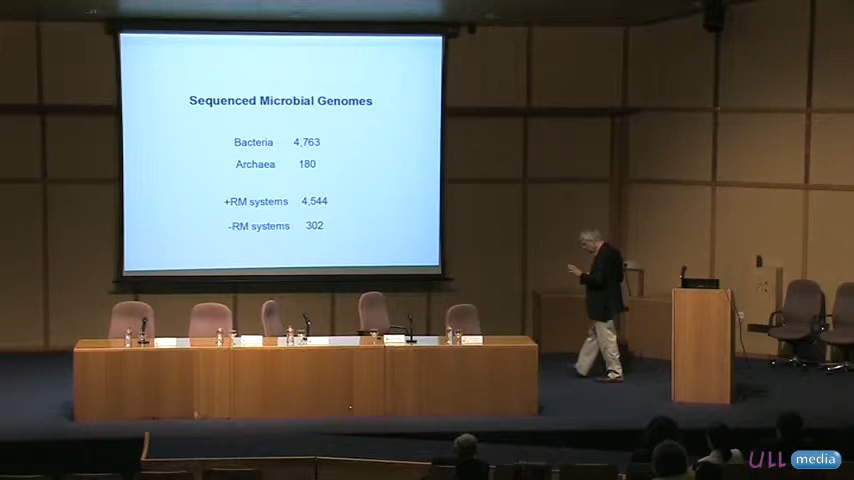 Sequenced Microbial Genomes
Bacteria 4,763
Archaea 180
+RM systems 4,544
-RM systems 302
ULL media